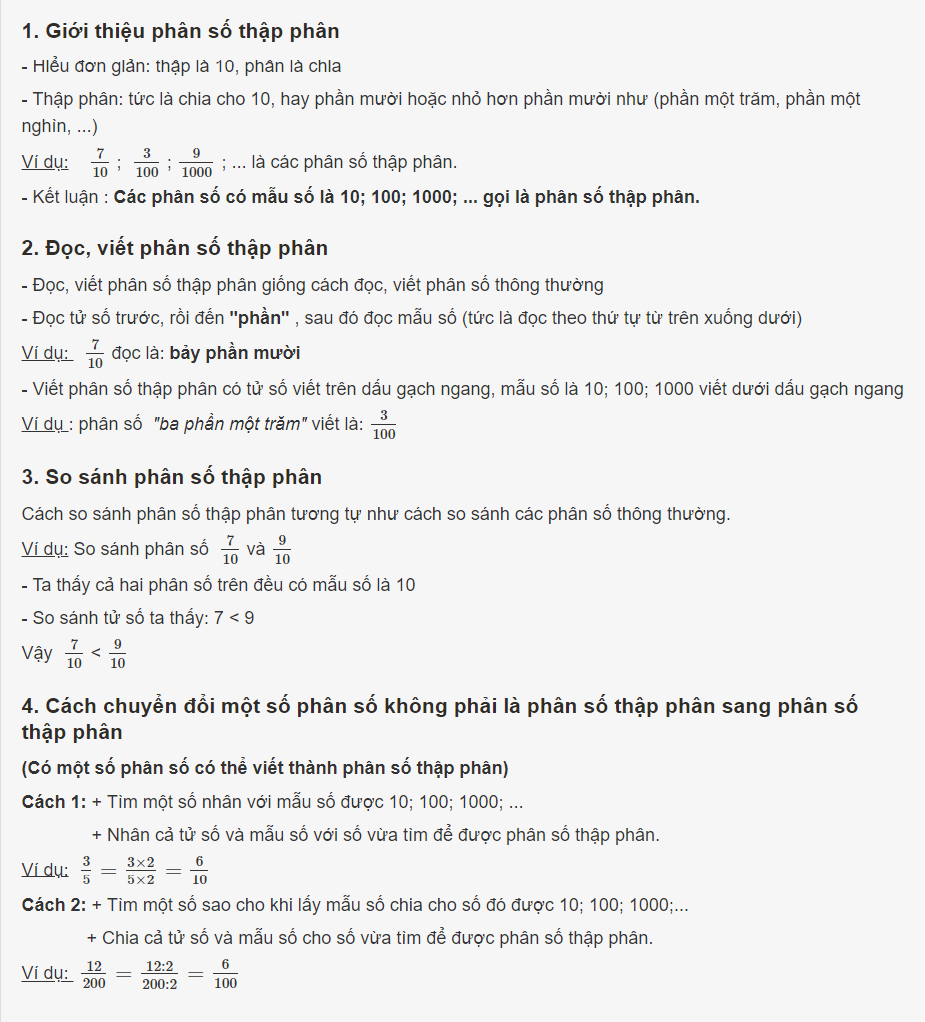 1. Giới thiệu phân số thập phân
- Hiểu đơn giản: thập là 10, phân là chia
- Thập phân: tức là chia cho 10, hay phần mười hoặc nhỏ hơn phần mười như (phần một trăm, phần một
nghìn, ...)
Ví dụ: 7/10 ; 3/100 ; 9/1000 ; ... là các phân số thập phân.
- Kết luận : Các phân số có mẫu số là 10; 100; 1000; ... gọi là phân số thập phân.
2. Đọc, viết phân số thập phân
- Đọc, viết phân số thập phân giống cách đọc, viết phân số thông thường
- Đọc tử số trước, rồi đến "phần" , sau đó đọc mẫu số (tức là đọc theo thứ tự từ trên xuống dưới)
Ví dụ: 7/10 đọc là: bảy phần mười
- Viết phân số thập phân có tử số viết trên dấu gạch ngang, mẫu số là 10; 100; 1000 viết dưới dấu gạch ngang
Ví dụ : phân số "ba phần một trăm" viết là: 3/100
3. So sánh phân số thập phân
Cách so sánh phân số thập phân tương tự như cách so sánh các phân số thông thường.
Ví dụ: So sánh phân số 7/10 và 9/10
- Ta thấy cả hai phân số trên đều có mẫu số là 10
- So sánh tử số ta thấy: 7 < 9
Vậy 7/10 < 9/10
4. Cách chuyển đổi một số phân số không phải là phân số thập phân sang phân số
thập phân
(Có một số phân số có thể viết thành phân số thập phân)
Cách 1: + Tìm một số nhân với mẫu số được 10; 100; 1000; ...
+ Nhân cả tử số và mẫu số với số vừa tìm để được phân số thập phân.
Ví dụ: 3/5 = 3×2/5×2 = 6/10
Cách 2: + Tìm một số sao cho khi lấy mẫu số chia cho số đó được 10; 100; 1000;...
+ Chia cả tử số và mẫu số cho số vừa tìm để được phân số thập phân.
Ví dụ: 12/200 = 12:2/200:2 = 6/100